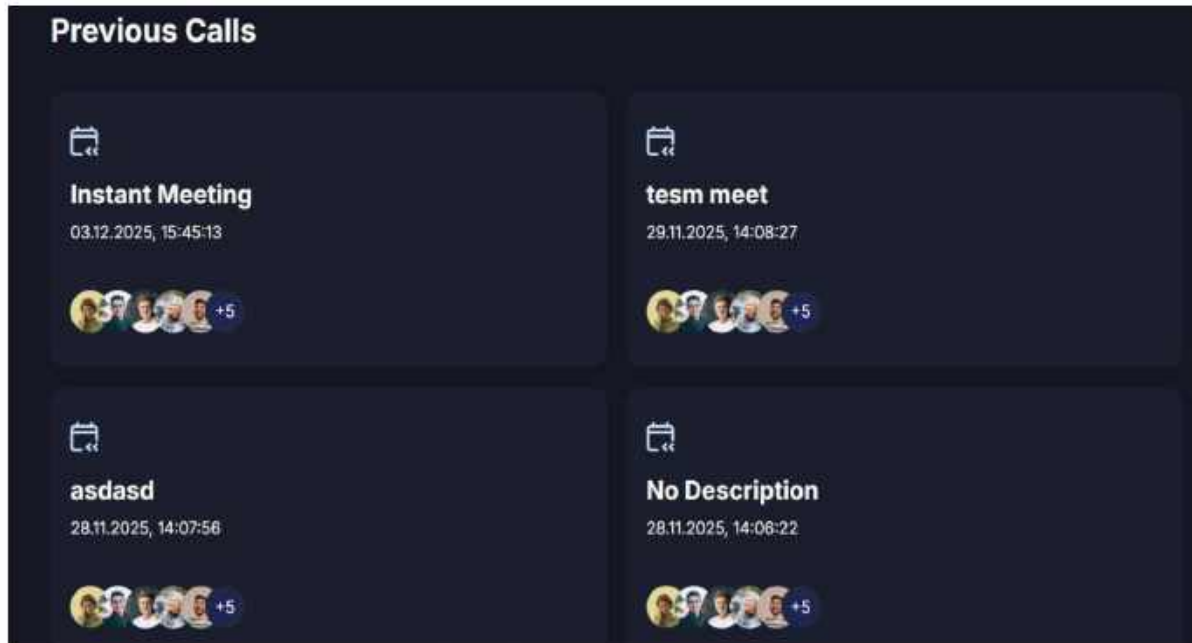 Previous Calls
Instant Meeting
03.12.2025, 15:45:13
+5
tesm meet
29.11.2025, 14:08:27
+5
asdasd
28.11.2025, 14:07:56
+5
No Description
28.11.2025, 14:06:22
+5